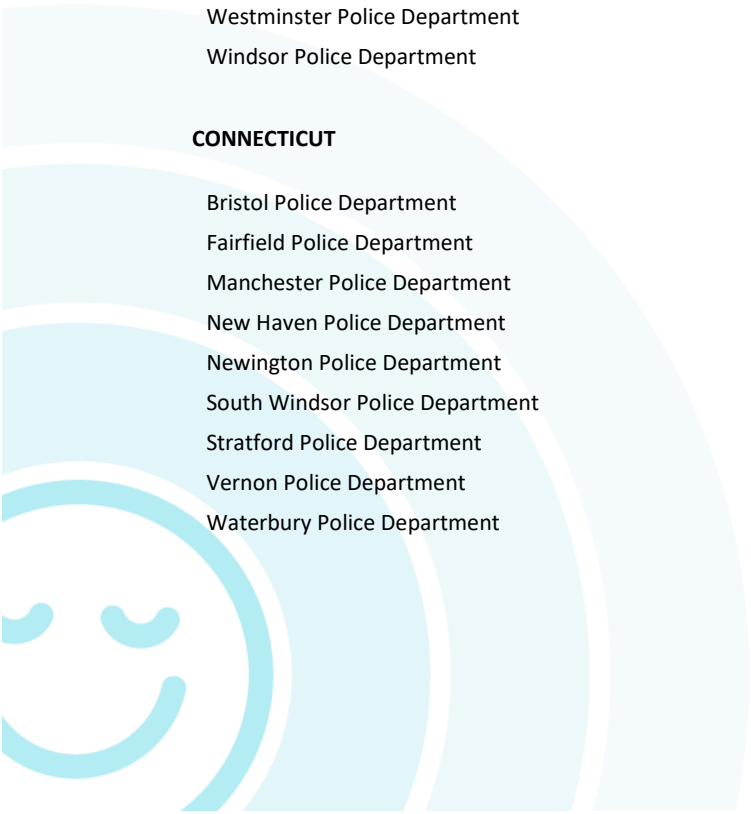 Westminster Police Department
Windsor Police Department
CONNECTICUT
Bristol Police Department
Fairfield Police Department
Manchester Police Department
New Haven Police Department
Newington Police Department
South Windsor Police Department
Stratford Police Department
Vernon Police Department
Waterbury Police Department